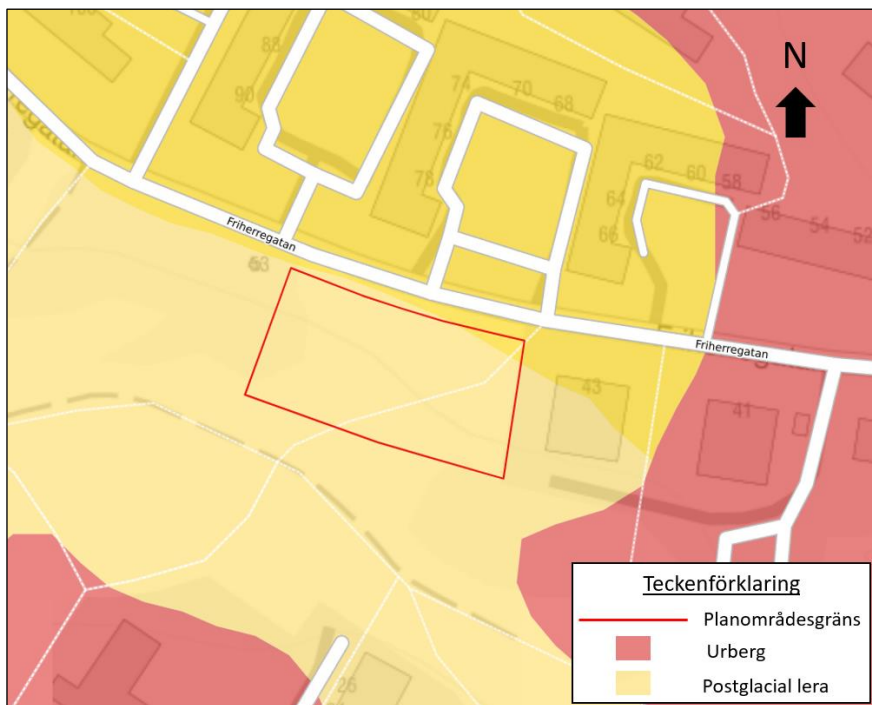 88
80
90
74
70
68
76
78
62
60
58
64
66
56
54
52
N
Friherregatan
63
Friherregatan
43
41
26
Teckenförklaring
Planområdesgräns
Urberg
Postglacial lera